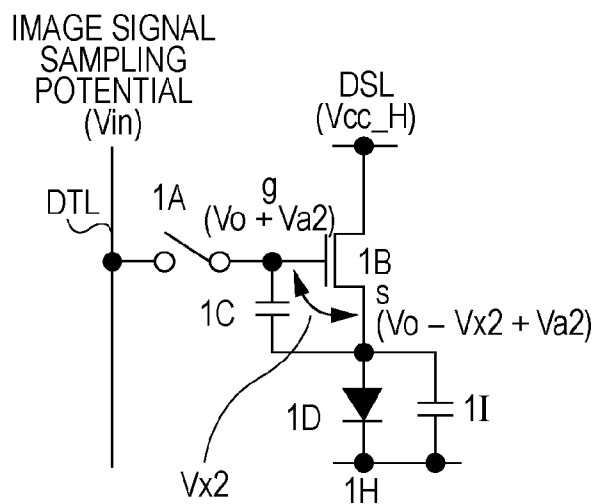 IMAGE SIGNAL
SAMPLING
POTENTIAL
(Vin)
DSL
(Vcc_H)
DTL
1A
g
(Vo + Va2)
1B
s
(Vo – Vx2 + Va2)
1C
1D
1I
Vx2
1H